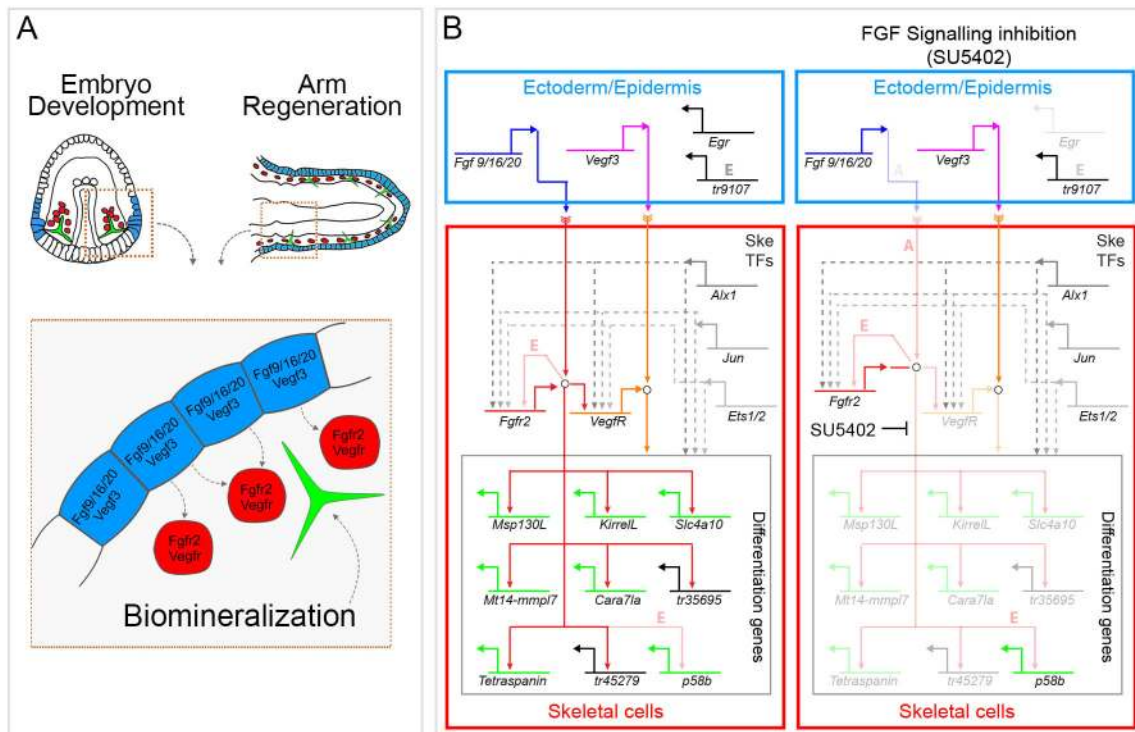 A
Embryo
Development
Arm
Regeneration
Fgf9/16/20
Vegf3
Fgf9/16/20
Vegf3
Fgf9/16/20
Vegf3
Fgf9/16/20
Vegf3
Fgfr2
Vegfr
Fgfr2
Vegfr
Fgfr2
Vegfr
Biomineralization
B
Ectoderm/Epidermis
Fgf 9/16/20
Vegf3
Egr
E
tr9107
Ske
TFs
Alx1
E
Jun
Fgfr2
VegfR
Ets1/2
Msp130L
KirrelL
Slc4a10
Mt14-mmpl7
Cara7la
tr35695
E
Tetraspanin
tr45279
p58b
Differentiation genes
Skeletal cells
FGF Signalling inhibition
(SU5402)
Ectoderm/Epidermis
Fgf 9/16/20
A
Vegf3
Egr
E
tr9107
A
Ske
TFs
Alx1
E
Jun
Fgfr2
VegfR
Ets1/2
SU5402
Msp130L
KirrelL
Slc4a10
Mt14-mmpl7
Cara7la
tr35695
E
Tetraspanin
tr45279
p58b
Differentiation genes
Skeletal cells